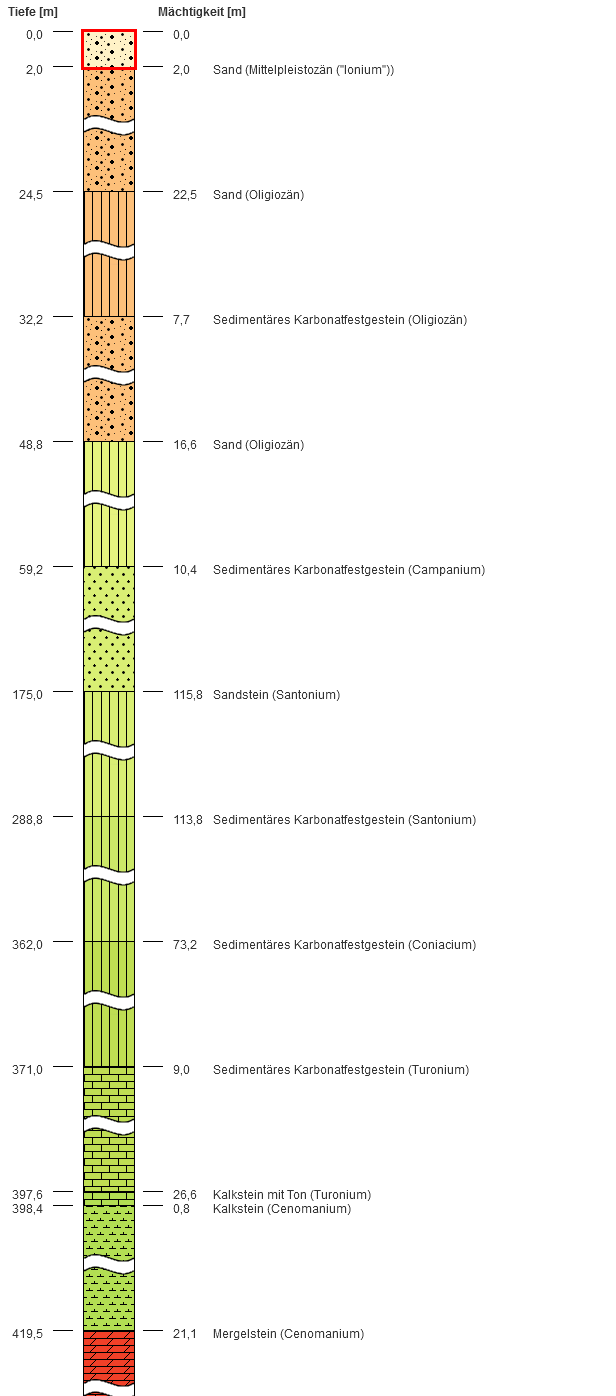 Tiefe [m] Mächtigkeit [m]
0,0 0,0
2,0 2,0 Sand (Mittelpleistozän ("Ionium"))
24,5 22,5 Sand (Oligiozän)
32,2 7,7 Sedimentäres Karbonatfestgestein (Oligiozän)
48,8 16,6 Sand (Oligiozän)
59,2 10,4 Sedimentäres Karbonatfestgestein (Campanium)
175,0 115,8 Sandstein (Santonium)
288,8 113,8 Sedimentäres Karbonatfestgestein (Santonium)
362,0 73,2 Sedimentäres Karbonatfestgestein (Coniacium)
371,0 9,0 Sedimentäres Karbonatfestgestein (Turonium)
397,6 26,6 Kalkstein mit Ton (Turonium)
398,4 0,8 Kalkstein (Cenomanium)
419,5 21,1 Mergelstein (Cenomanium)